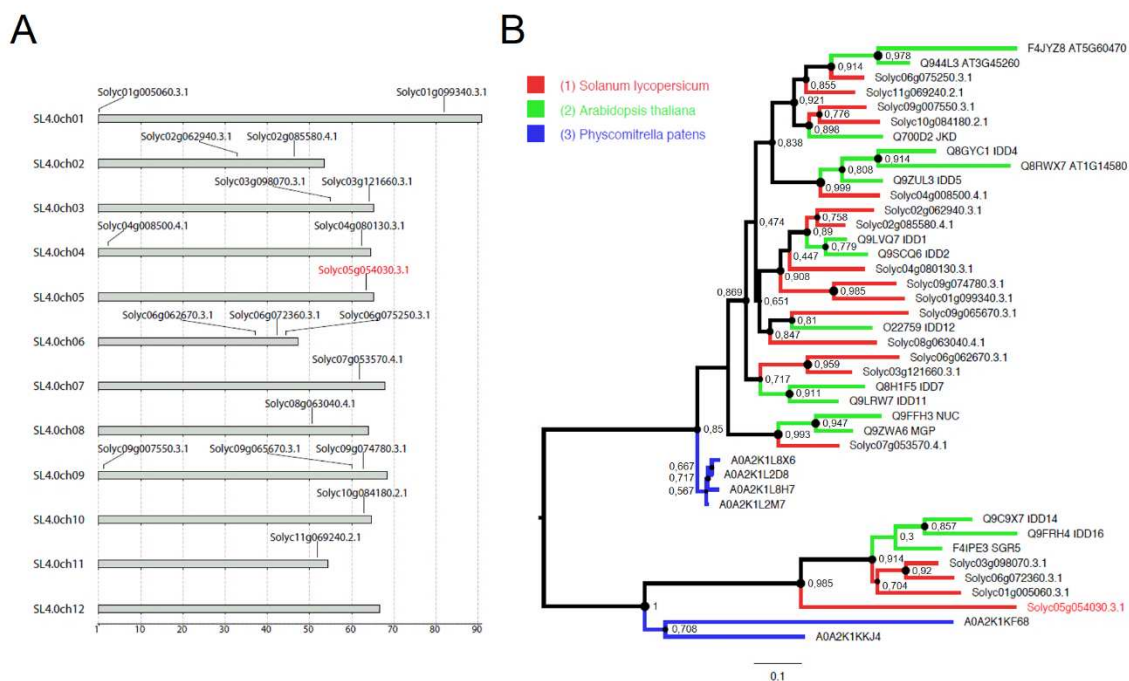 A
Solyc01g005060.3.1
Solyc01g099340.3.1
SL4.0ch01
Solyc02g062940.3.1
Solyc02g085580.4.1
SL4.0ch02
Solyc03g098070.3.1
Solyc03g121660.3.1
SL4.0ch03
Solyc04g008500.4.1
Solyc04g080130.3.1
SL4.0ch04
Solyc05g054030.3.1
SL4.0ch05
Solyc06g062670.3.1
Solyc06g072360.3.1
Solyc06g075250.3.1
SL4.0ch06
Solyc07g053570.4.1
SL4.0ch07
Solyc08g063040.4.1
SL4.0ch08
Solyc09g007550.3.1
Solyc09g065670.3.1
Solyc09g074780.3.1
SL4.0ch09
Solyc10g084180.2.1
SL4.0ch10
Solyc11g069240.2.1
SL4.0ch11
SL4.0ch12
1 10 20 30 40 50 60 70 80 90
B
(1) Solanum lycopersicum
(2) Arabidopsis thaliana
(3) Physcomitrella patens
F4JYZ8 AT5G60470
0,978
Q944L3 AT3G45260
0,914
Solyc06g075250.3.1
0,855
Solyc11g069240.2.1
0,921
Solyc09g007550.3.1
0,776
Solyc10g084180.2.1
0,898
Q700D2 JKD
0,838
Q8GYC1 IDD4
0,914
Q8RWX7 AT1G14580
0,808
Q9ZUL3 IDD5
0,999
Solyc04g008500.4.1
0,474
Solyc02g062940.3.1
0,758
Solyc02g085580.4.1
0,89
Q9LVQ7 IDD1
0,779
Q9SCQ6 IDD2
0,447
Solyc04g080130.3.1
0,908
Solyc09g074780.3.1
0,985
Solyc01g099340.3.1
0,869
0,651
Solyc09g065670.3.1
0,81
O22759 IDD12
0,847
Solyc08g063040.4.1
Solyc06g062670.3.1
0,959
Solyc03g121660.3.1
0,717
Q8H1F5 IDD7
0,911
Q9LRW7 IDD11
Q9FFH3 NUC
0,947
Q9ZWA6 MGP
0,993
Solyc07g053570.4.1
0,85
A0A2K1L8X6
0,667
A0A2K1L2D8
0,717
A0A2K1L8H7
0,567
A0A2K1L2M7
Q9C9X7 IDD14
0,857
Q9FRH4 IDD16
0,3
F4IPE3 SGR5
0,914
Solyc03g098070.3.1
0,92
Solyc06g072360.3.1
0,704
Solyc01g005060.3.1
0,985
Solyc05g054030.3.1
1
A0A2K1KF68
0,708
A0A2K1KKJ4
0.1